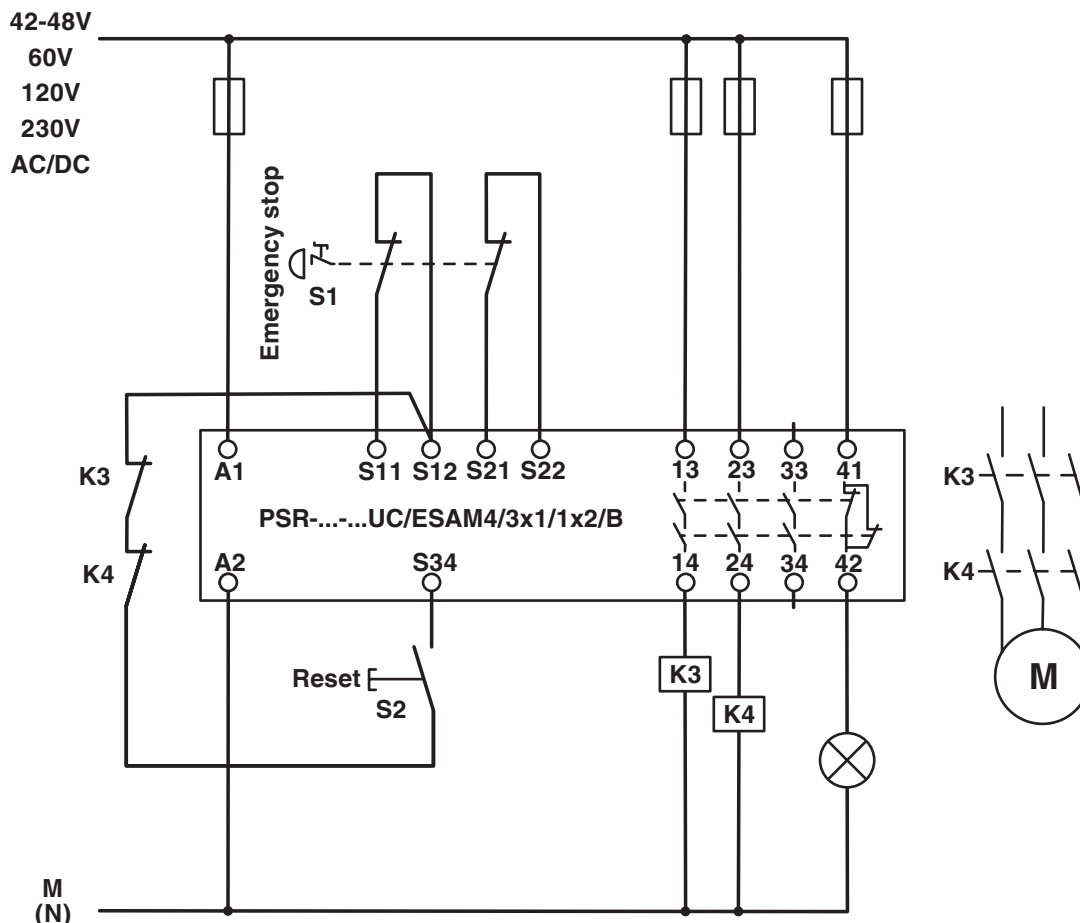 42-48V
60V
120V
230V
AC/DC
Emergency stop
S1
A1
S11
S12
S21
S22
13
23
33
41
K3
K3
PSR-...-...UC/ESAM4/3x1/1x2/B
K4
K4
A2
S34
14
24
34
42
Reset
S2
K3
K4
M
M
(N)